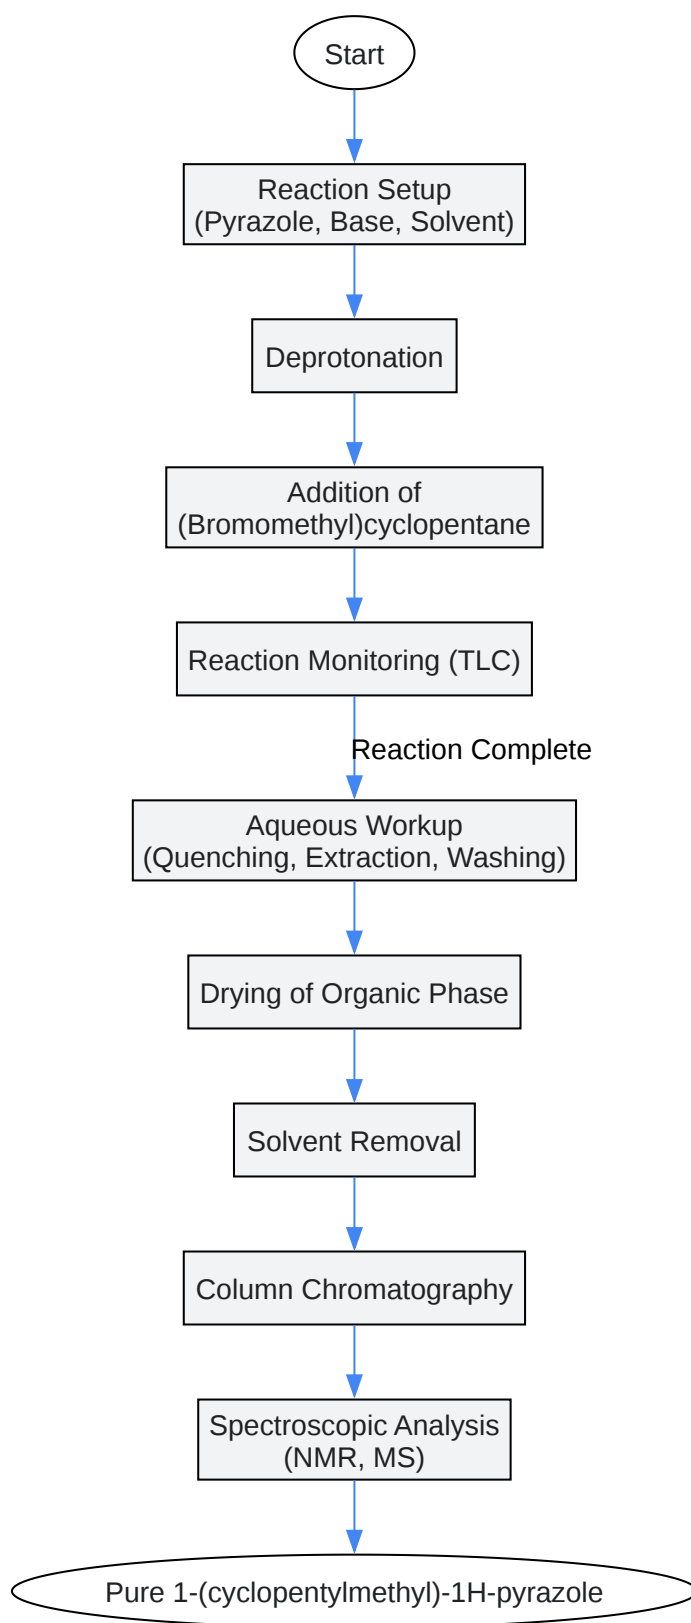 Start
Reaction Setup
(Pyrazole, Base, Solvent)
Deprotonation
Addition of
(Bromomethyl)cyclopentane
Reaction Monitoring (TLC)
Reaction Complete
Aqueous Workup
(Quenching, Extraction, Washing)
Drying of Organic Phase
Solvent Removal
Column Chromatography
Spectroscopic Analysis
(NMR, MS)
Pure 1-(cyclopentylmethyl)-1H-pyrazole